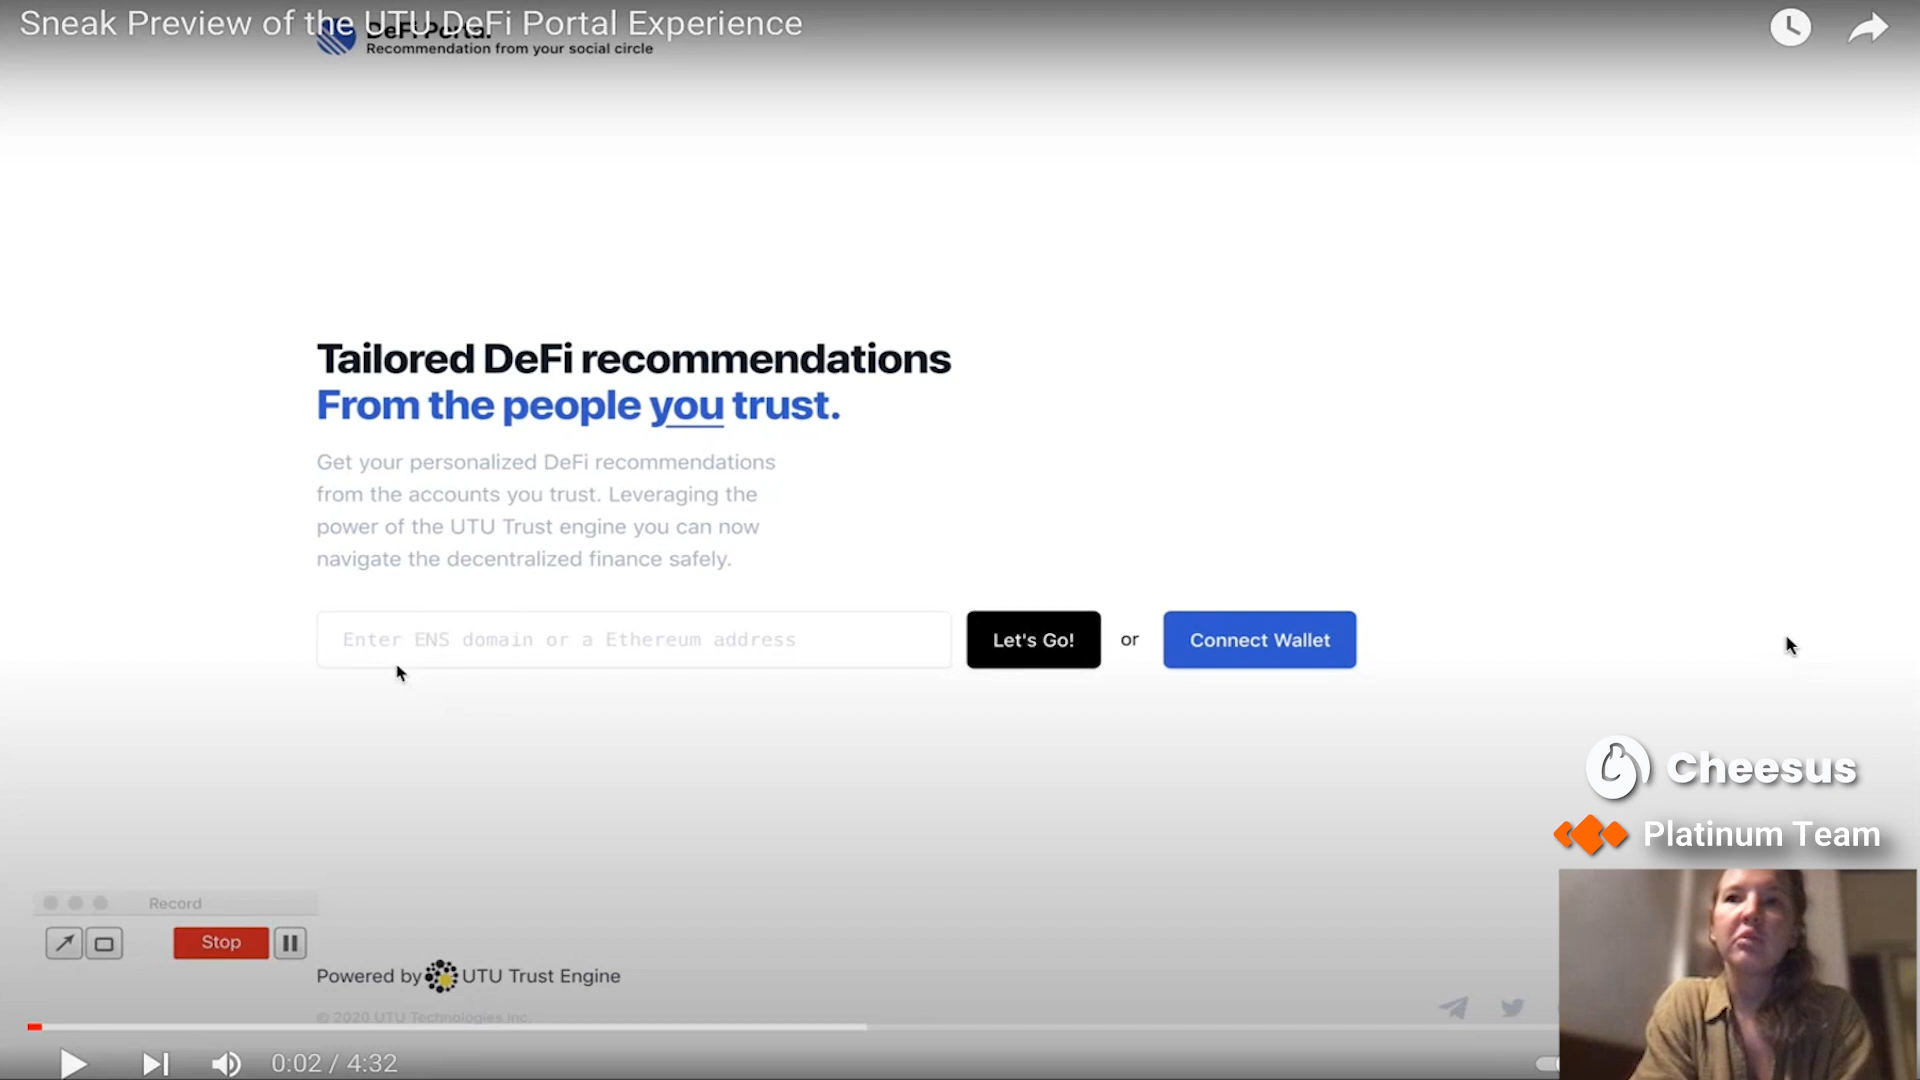 Sneak Preview of the UTU DeFi Portal Experience
DeFi Portal.
Recommendation from your social circle
Tailored DeFi recommendations
From the people you trust.
Get your personalized DeFi recommendations
from the accounts you trust. Leveraging the
power of the UTU Trust engine you can now
navigate the decentralized finance safely.
Enter ENS domain or a Ethereum address
Let's Go!
or
Connect Wallet
Cheesus
Platinum Team
Record
Stop
Powered by UTU Trust Engine
© 2020 UTU Technologies Inc.
0:02 / 4:32